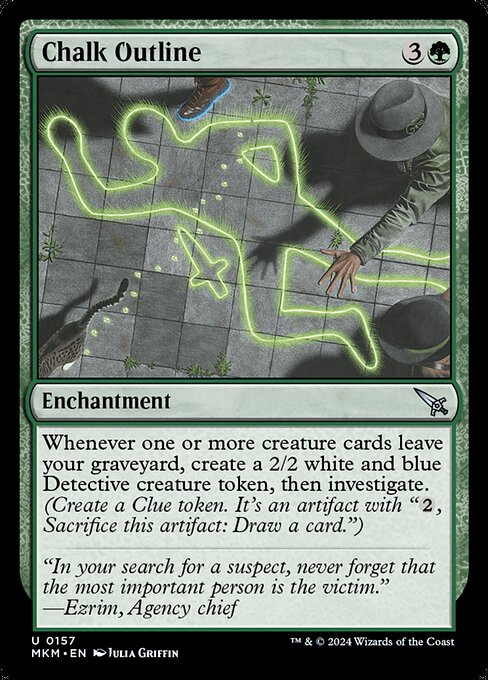 Chalk Outline 3
Enchantment
Whenever one or more creature cards leave
your graveyard, create a 2/2 white and blue
Detective creature token, then investigate.
(Create a Clue token. It's an artifact with “2,
Sacrifice this artifact: Draw a card.”)
“In your search for a suspect, never forget that
the most important person is the victim.”
—Ezrim, Agency chief
U 0157
MKM • EN Julia Griffin
™ & © 2024 Wizards of the Coast